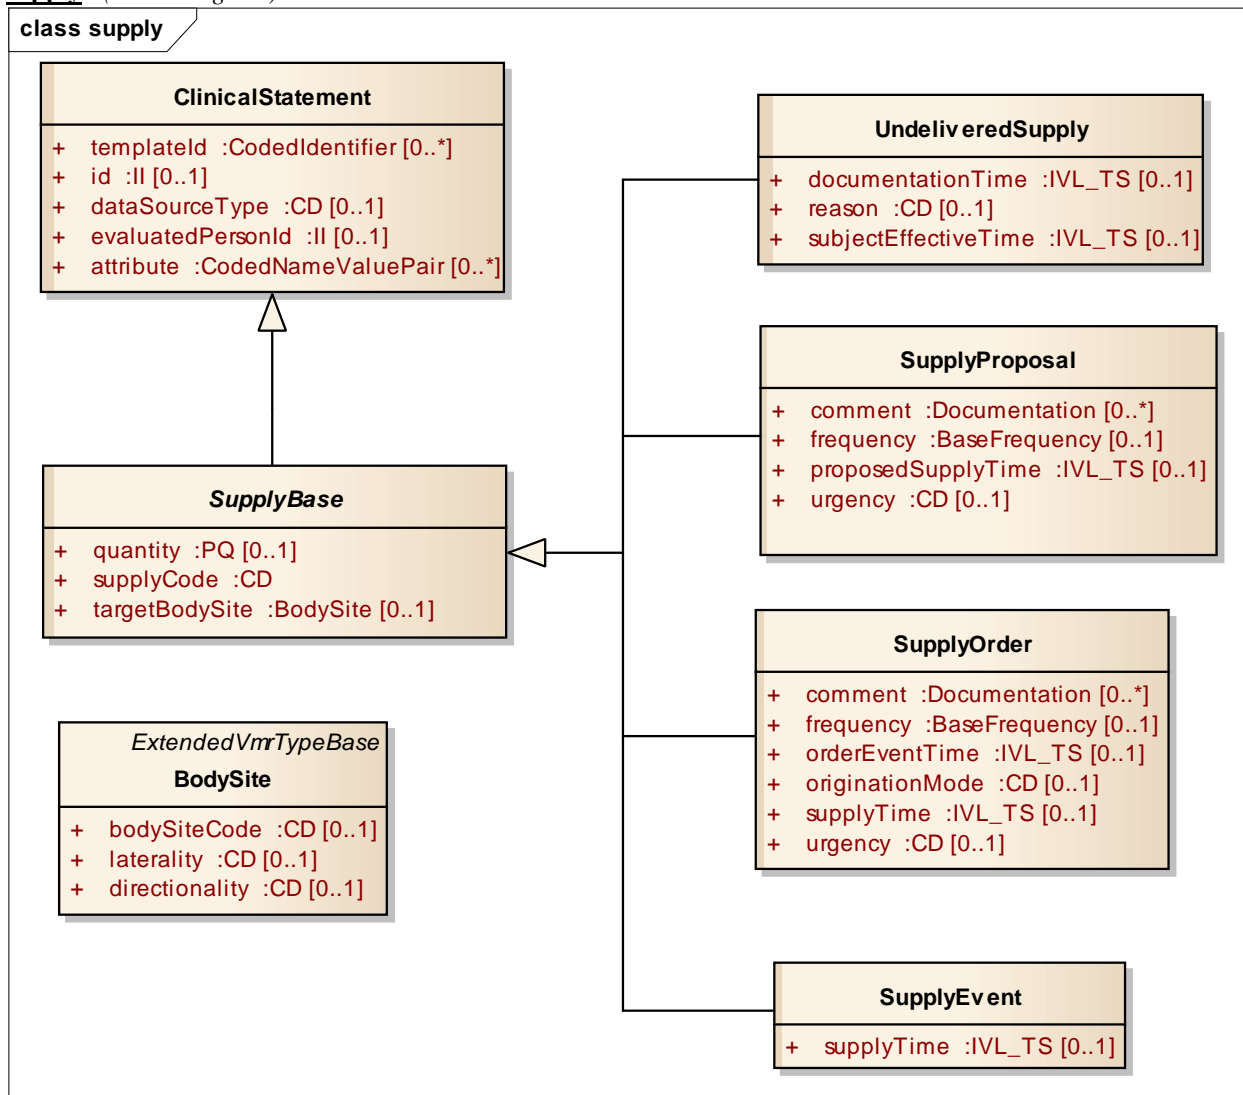 class supply
ClinicalStatement
+ templateId :CodedIdentifier [0..*]
+ id :II [0..1]
+ dataSourceType :CD [0..1]
+ evaluatedPersonId :II [0..1]
+ attribute :CodedNameValuePair [0..*]
SupplyBase
+ quantity :PQ [0..1]
+ supplyCode :CD
+ targetBodySite :BodySite [0..1]
ExtendedVmrTypeBase
BodySite
+ bodySiteCode :CD [0..1]
+ laterality :CD [0..1]
+ directionality :CD [0..1]
UndeliveredSupply
+ documentationTime :IVL_TS [0..1]
+ reason :CD [0..1]
+ subjectEffectiveTime :IVL_TS [0..1]
SupplyProposal
+ comment :Documentation [0..*]
+ frequency :BaseFrequency [0..1]
+ proposedSupplyTime :IVL_TS [0..1]
+ urgency :CD [0..1]
SupplyOrder
+ comment :Documentation [0..*]
+ frequency :BaseFrequency [0..1]
+ orderEventTime :IVL_TS [0..1]
+ originationMode :CD [0..1]
+ supplyTime :IVL_TS [0..1]
+ urgency :CD [0..1]
SupplyEvent
+ supplyTime :IVL_TS [0..1]